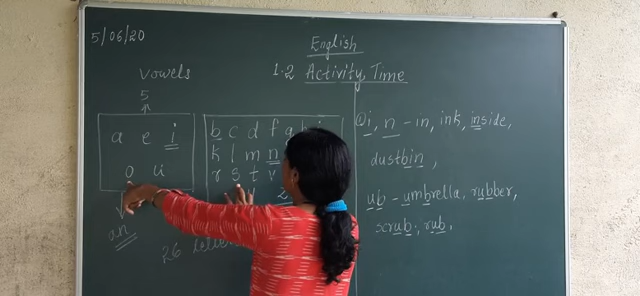 5/06/20
English
1.2 Activity Time
vowels
5
a e i
o u
an
b c d f g h j
k l m n
r s t v
26 letter
i, n - in, ink, inside,
dustbin,
ub - umbrella, rubber,
scrub, rub.